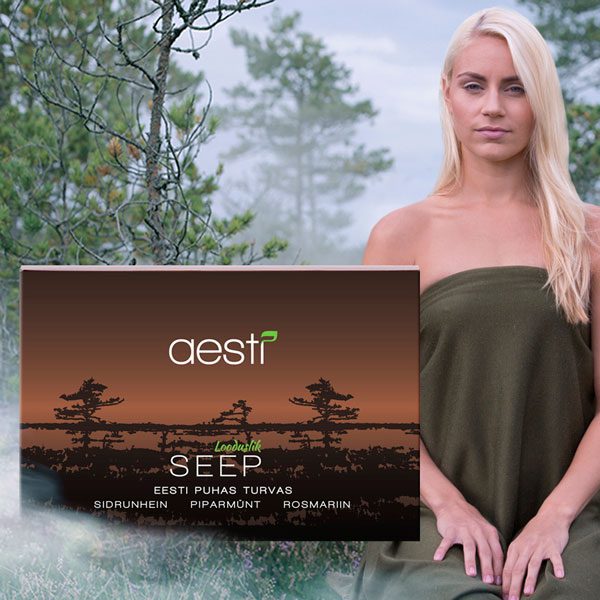 aesti
Looduslik
SEEP
EESTI PUHAS TURVAS
SIDRUNHEIN PIPARMÜNT ROSMARIIN